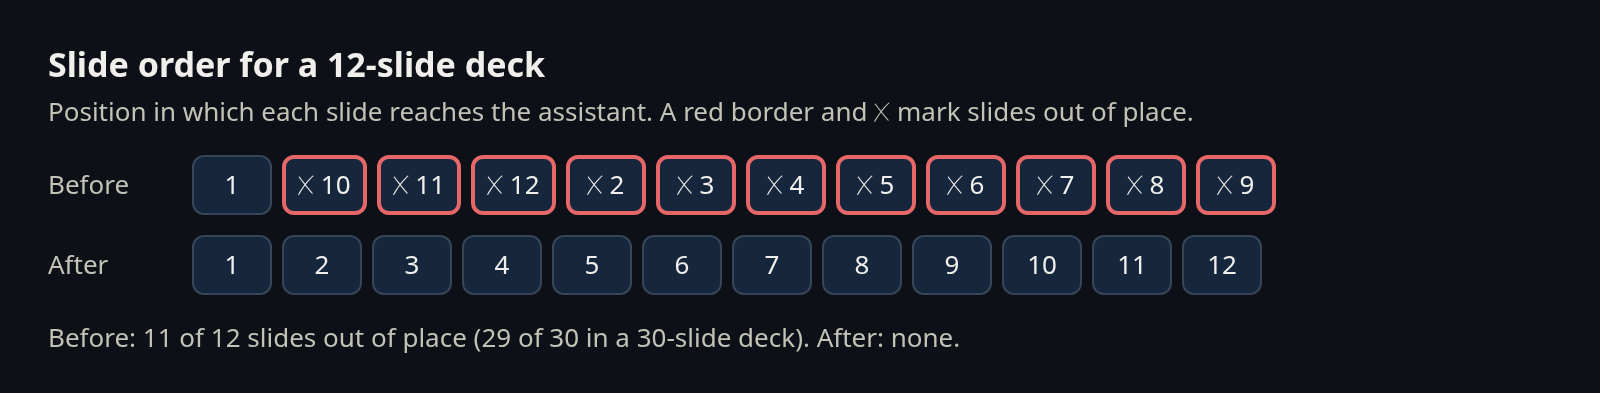 Slide order for a 12-slide deck
Position in which each slide reaches the assistant. A red border and ╳ mark slides out of place.
Before 1 ╳ 10 ╳ 11 ╳ 12 ╳ 2 ╳ 3 ╳ 4 ╳ 5 ╳ 6 ╳ 7 ╳ 8 ╳ 9
After 1 2 3 4 5 6 7 8 9 10 11 12
Before: 11 of 12 slides out of place (29 of 30 in a 30-slide deck). After: none.